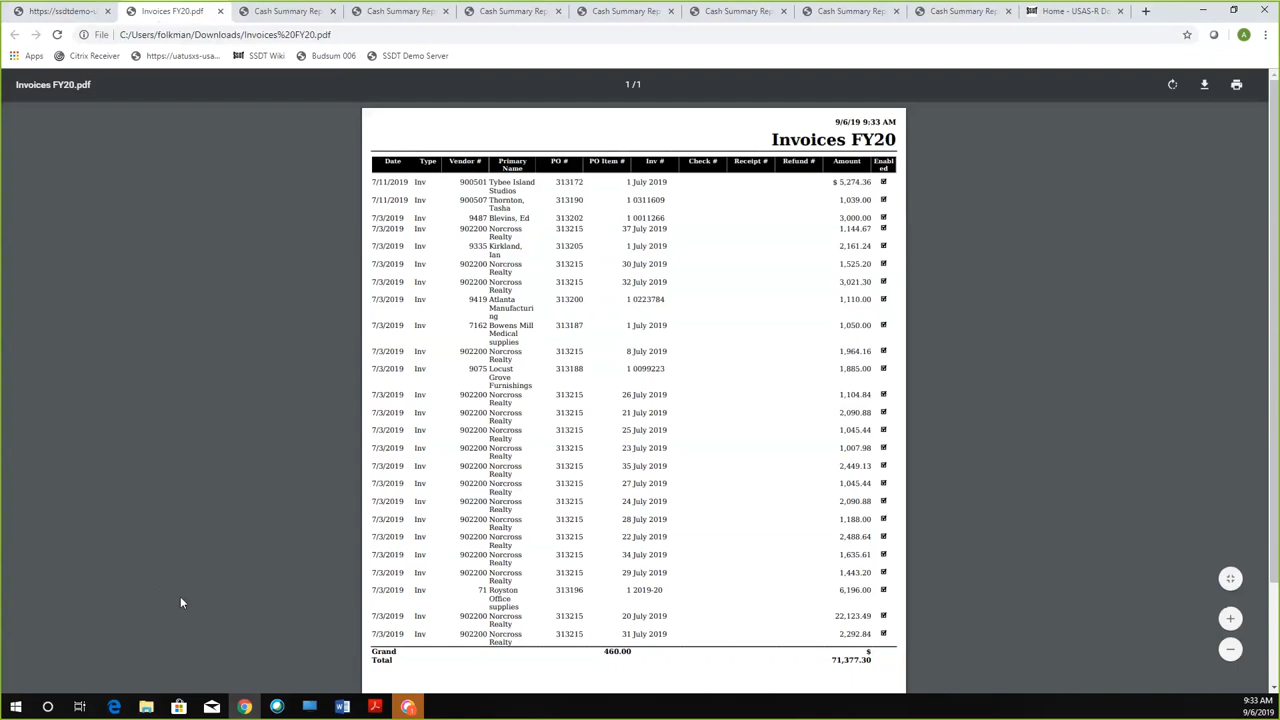 https://ssdtdemo-u
Invoices FY20.pdf
Cash Summary Rep
Cash Summary Rep
Cash Summary Rep
Cash Summary Rep
Cash Summary Rep
Cash Summary Rep
Cash Summary Rep
Home - USAS-R Do
File C:/Users/folkman/Downloads/Invoices%20FY20.pdf
A
Apps Citrix Receiver https://uatusxs-usa... SSDT Wiki Budsum 006 SSDT Demo Server
Invoices FY20.pdf 1 / 1
9/6/19 9:33 AM
Invoices FY20
Date Type Vendor # Primary Name PO # PO Item # Inv # Check # Receipt # Refund # Amount Enabled
7/11/2019 Inv 900501 Tybee Island Studios 313172 1 July 2019 $ 5,274.36
7/11/2019 Inv 900507 Thornton, Tasha 313190 1 0311609 1,039.00
7/3/2019 Inv 9487 Blevins, Ed 313202 1 0011266 3,000.00
7/3/2019 Inv 902200 Norcross Realty 313215 37 July 2019 1,144.67
7/3/2019 Inv 9335 Kirkland, Ian 313205 1 July 2019 2,161.24
7/3/2019 Inv 902200 Norcross Realty 313215 30 July 2019 1,525.20
7/3/2019 Inv 902200 Norcross Realty 313215 32 July 2019 3,021.30
7/3/2019 Inv 9419 Atlanta Manufacturing 313200 1 0223784 1,110.00
7/3/2019 Inv 7162 Bowens Mill Medical supplies 313187 1 July 2019 1,050.00
7/3/2019 Inv 902200 Norcross Realty 313215 8 July 2019 1,964.16
7/3/2019 Inv 9075 Locust Grove Furnishings 313188 1 0099223 1,885.00
7/3/2019 Inv 902200 Norcross Realty 313215 26 July 2019 1,104.84
7/3/2019 Inv 902200 Norcross Realty 313215 21 July 2019 2,090.88
7/3/2019 Inv 902200 Norcross Realty 313215 25 July 2019 1,045.44
7/3/2019 Inv 902200 Norcross Realty 313215 23 July 2019 1,007.98
7/3/2019 Inv 902200 Norcross Realty 313215 35 July 2019 2,449.13
7/3/2019 Inv 902200 Norcross Realty 313215 27 July 2019 1,045.44
7/3/2019 Inv 902200 Norcross Realty 313215 24 July 2019 2,090.88
7/3/2019 Inv 902200 Norcross Realty 313215 28 July 2019 1,188.00
7/3/2019 Inv 902200 Norcross Realty 313215 22 July 2019 2,488.64
7/3/2019 Inv 902200 Norcross Realty 313215 34 July 2019 1,635.61
7/3/2019 Inv 902200 Norcross Realty 313215 29 July 2019 1,443.20
7/3/2019 Inv 71 Royston Office supplies 313196 1 2019-20 6,196.00
7/3/2019 Inv 902200 Norcross Realty 313215 20 July 2019 22,123.49
7/3/2019 Inv 902200 Norcross Realty 313215 31 July 2019 2,292.84
Grand Total 460.00 $ 71,377.30
9:33 AM
9/6/2019